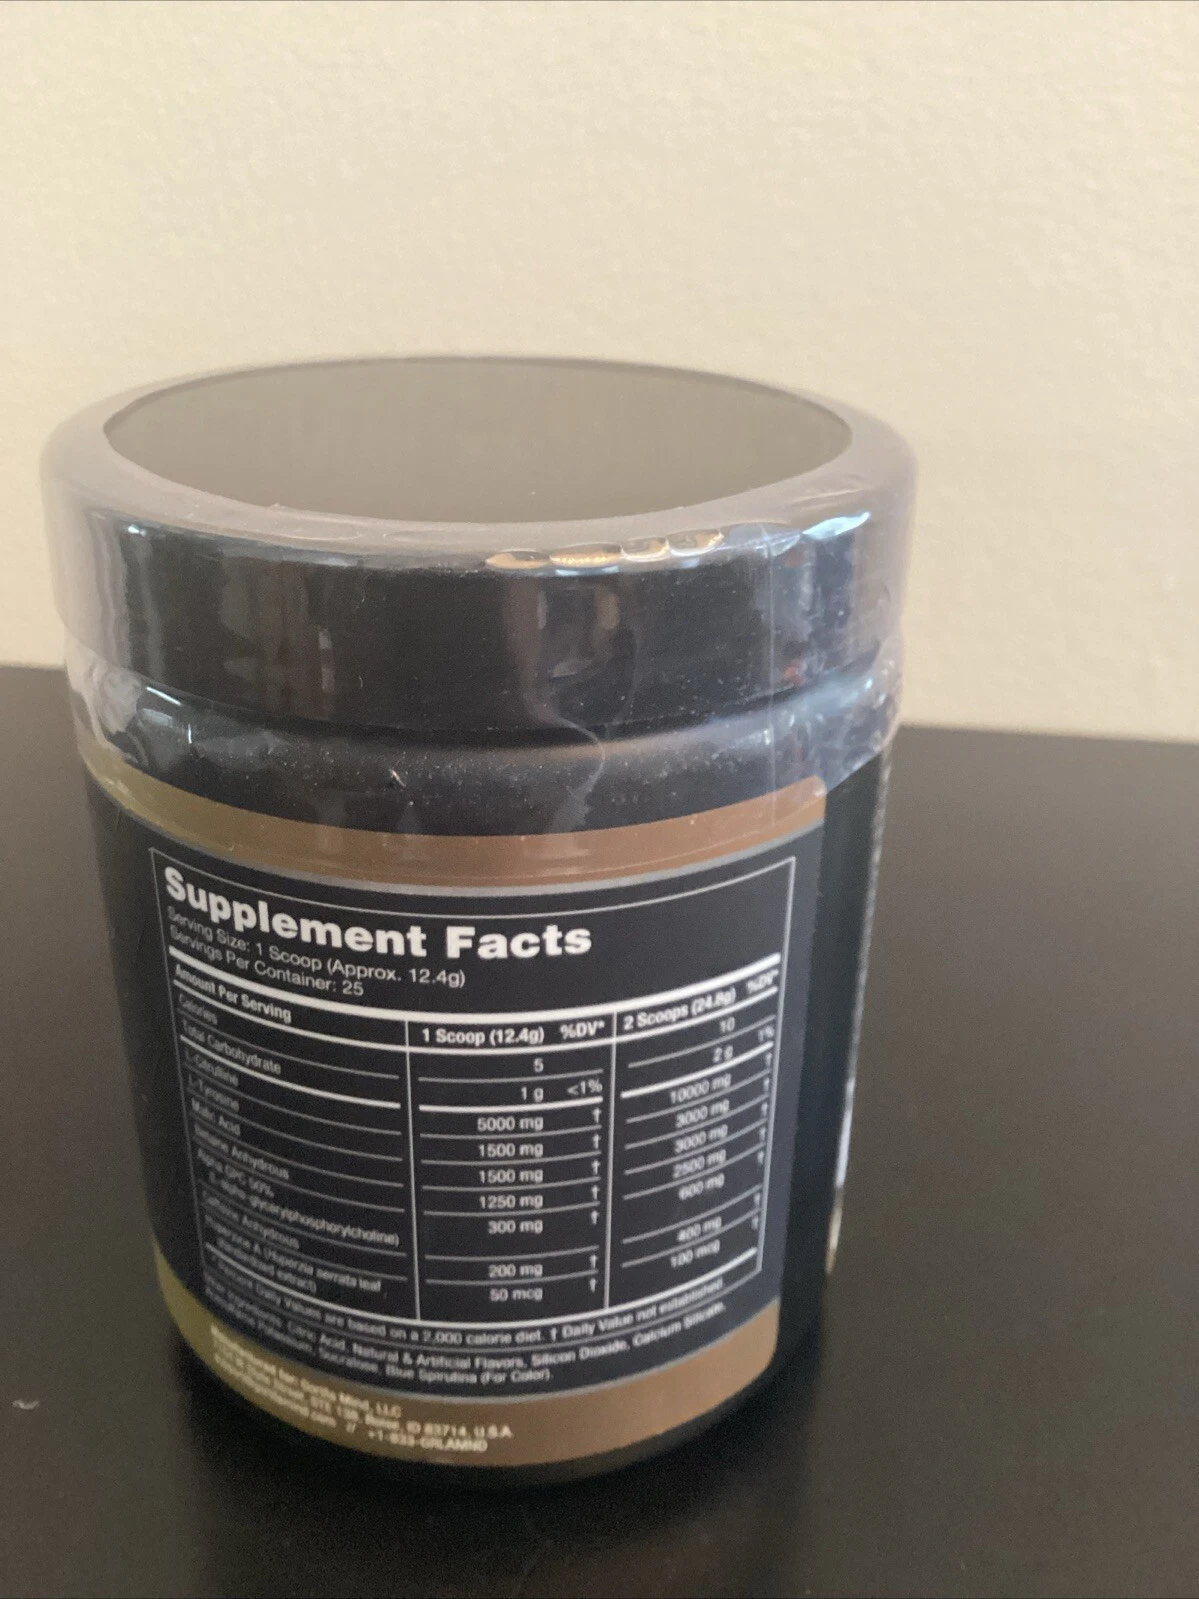 Supplement Facts
Serving Size: 1 Scoop (Approx. 12.4g)
Servings Per Container: 25
Amount Per Serving 1 Scoop (12.4g) %DV* 2 Scoops (24.8g) %DV*
Calories 5 10
Total Carbohydrate 1 g <1% 2 g 1%
L-Citrulline 5000 mg † 10000 mg †
L-Tyrosine 1500 mg † 3000 mg †
Malic Acid 1500 mg † 3000 mg †
Betaine Anhydrous 1250 mg † 2500 mg †
Alpha GPC 50% 300 mg † 600 mg †
(L-Alpha glycerylphosphorylcholine)
Caffeine Anhydrous 200 mg † 400 mg †
Huperzine A (Huperzia serrata leaf 50 mcg † 100 mcg †
standardized extract)
* Percent Daily Values are based on a 2,000 calorie diet. † Daily Value not established.
Other Ingredients: Citric Acid, Natural & Artificial Flavors, Silicon Dioxide, Calcium Silicate,
Potassium, Sucralose, Blue Spirulina (For Color).
Manufactured for: Gorilla Mind, LLC
STE 138, Boise, ID 83714, U.S.A
// +1-833-GRLAMND